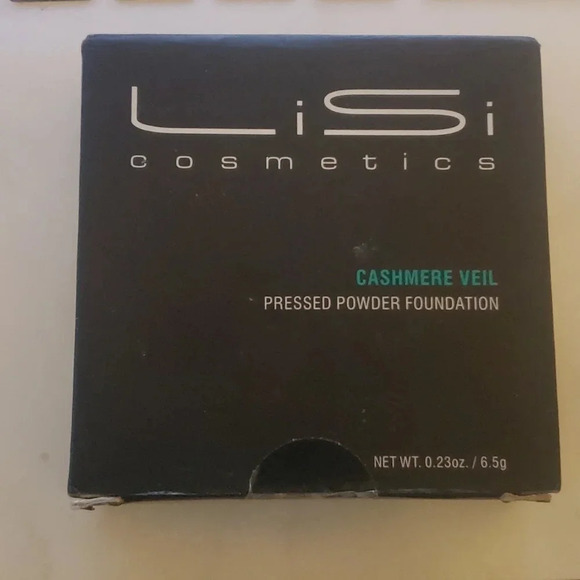 LiSi
cosmetics
CASHMERE VEIL
PRESSED POWDER FOUNDATION
NET WT. 0.23oz. / 6.5g